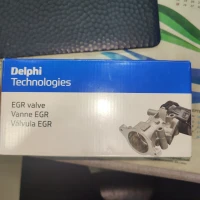 Delphi
Technologies
EGR valve
Vanne EGR
Válvula EGR